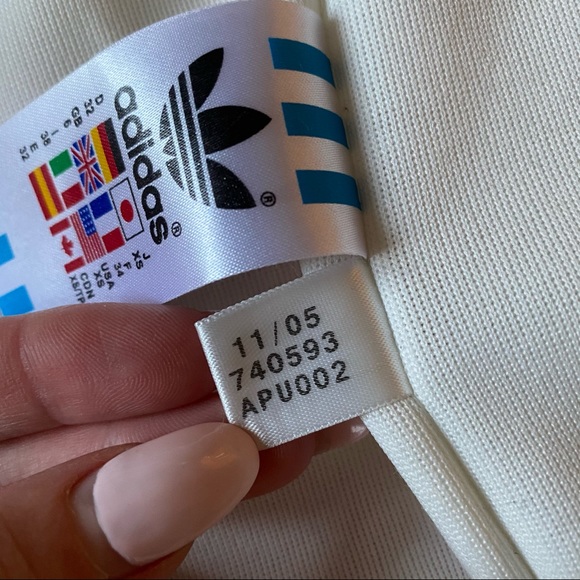 adidas®
®
D 32
GB 6
I 38
E 32
J XS
F 34
USA XS
CDN XS/TP
11/05
740593
APU002